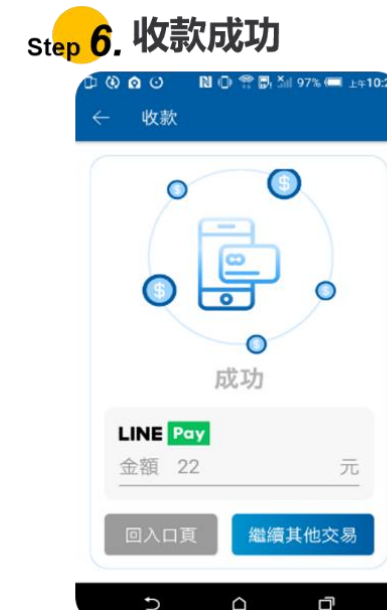 Step 6. 收款成功
97% 上午10:2
← 收款
成功
LINE Pay
金額 22 元
回入口頁 繼續其他交易